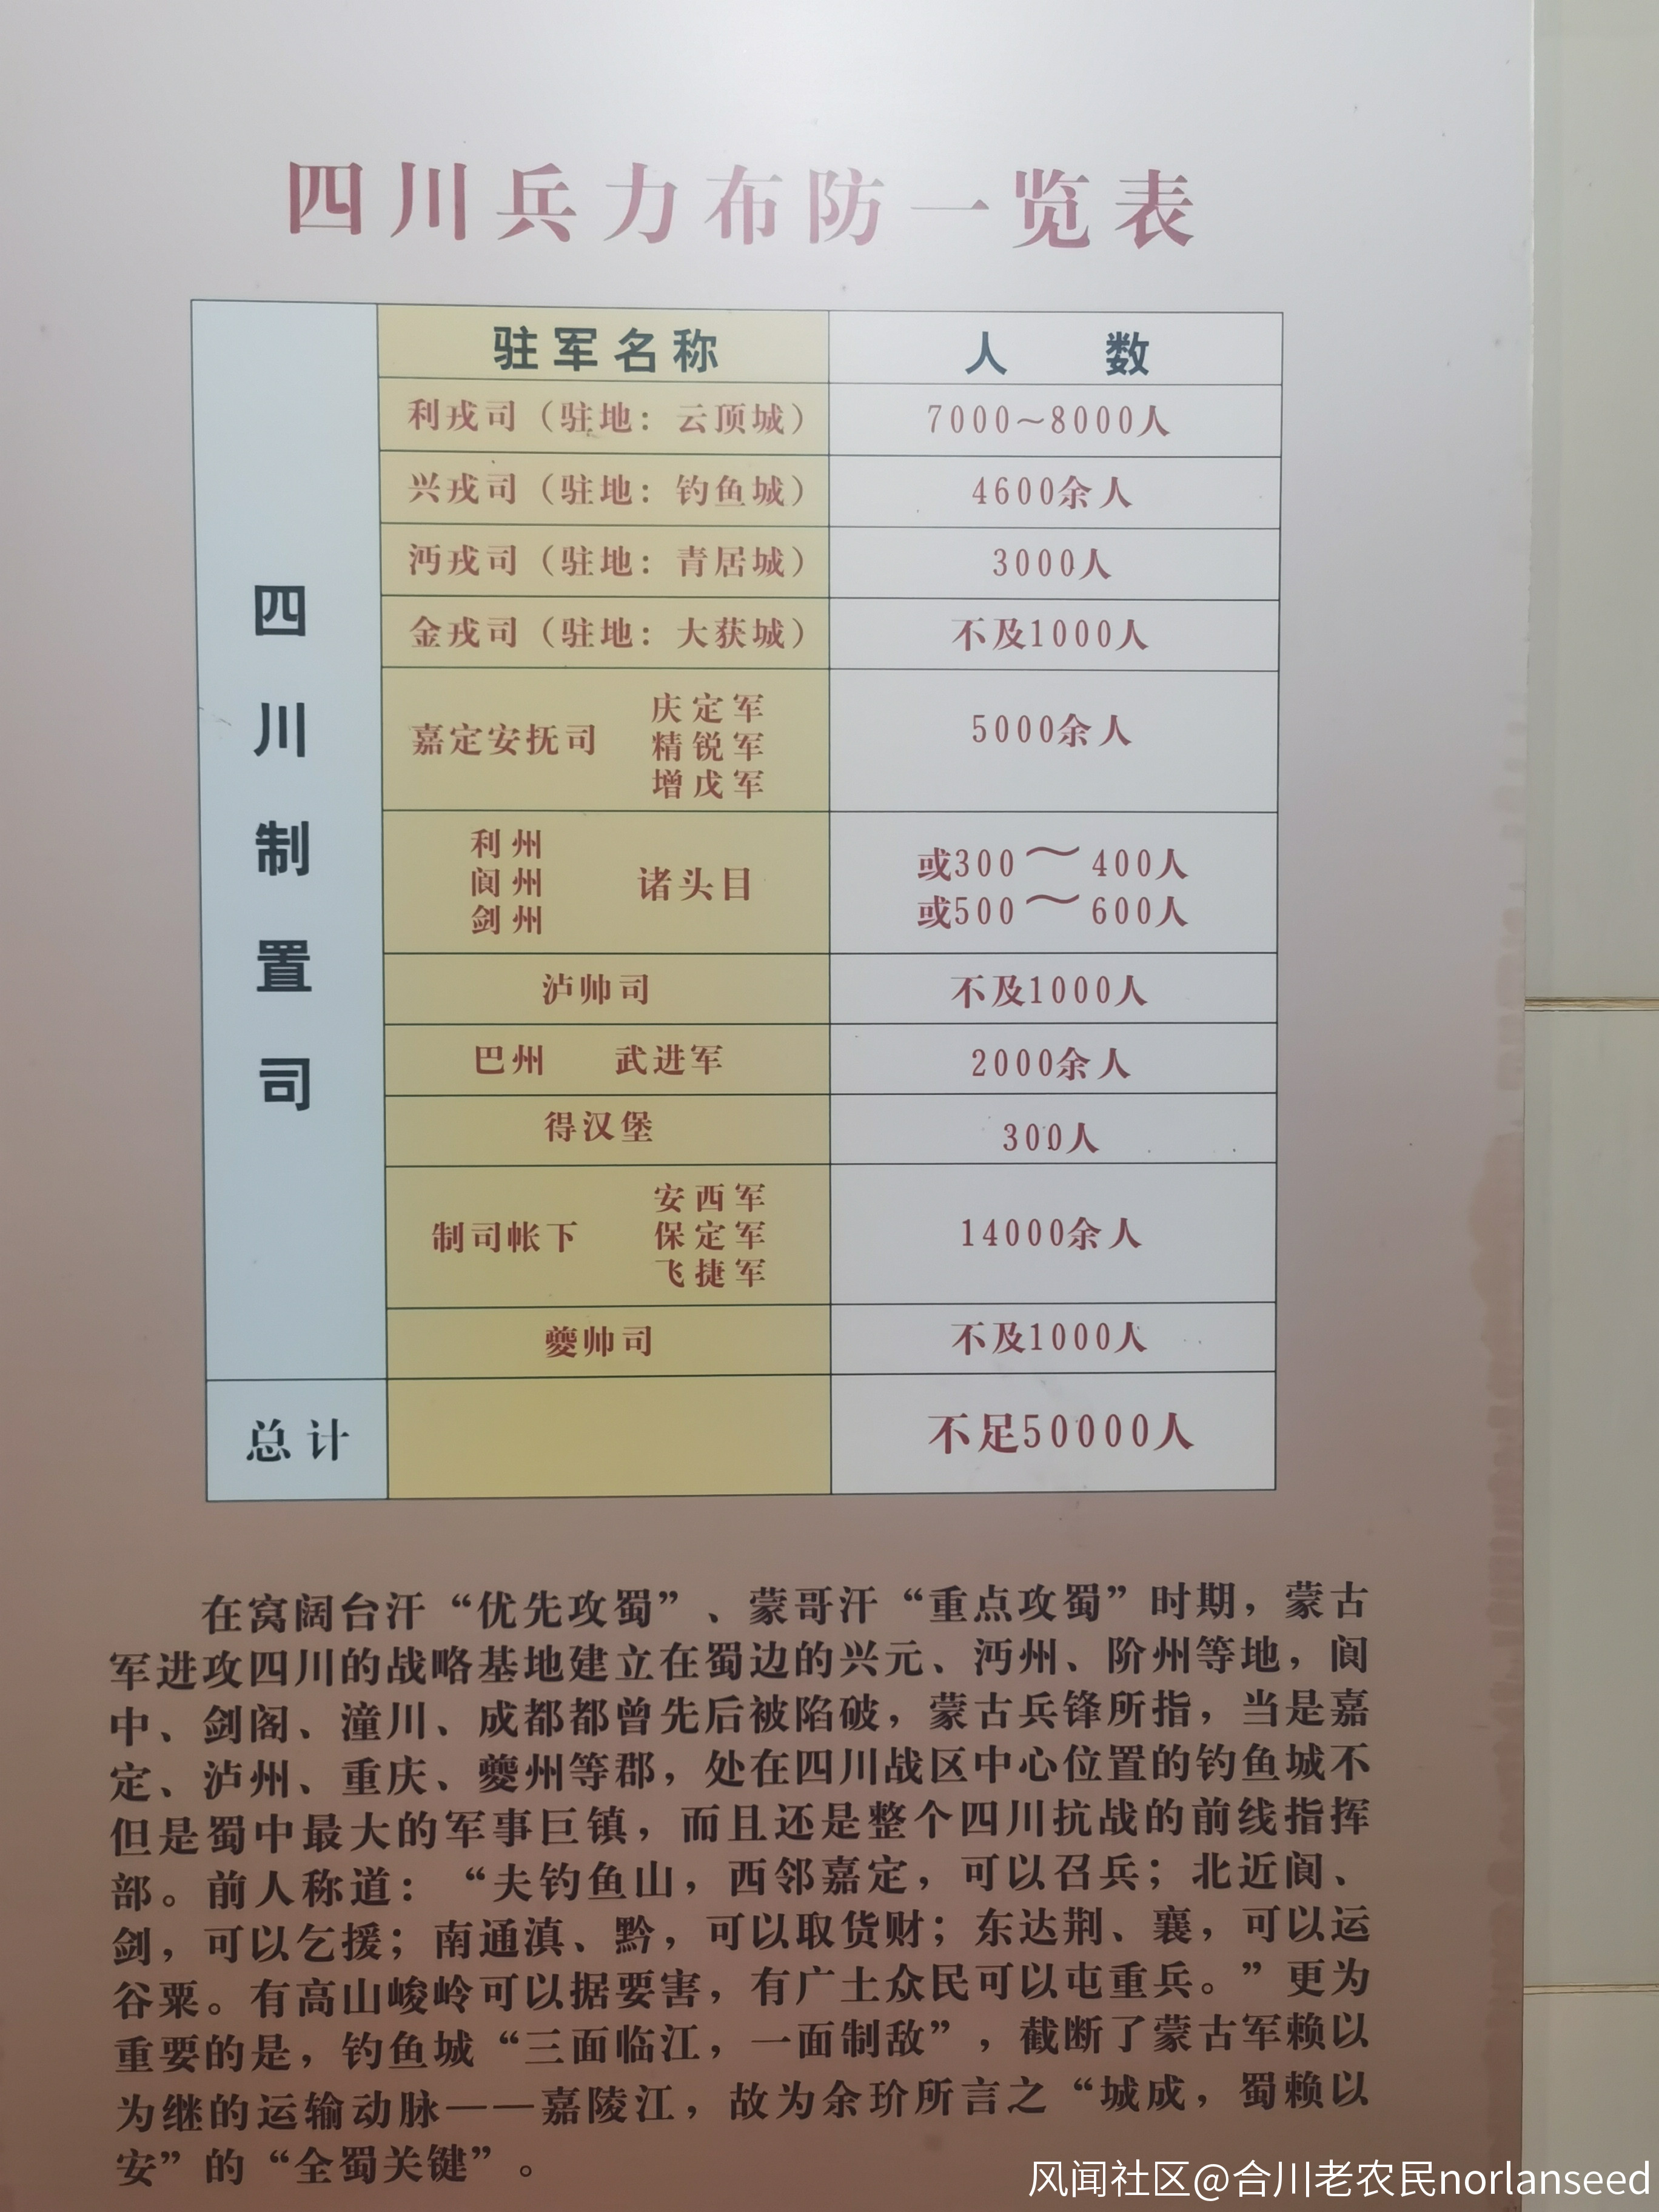 四川兵力布防一览表
四川制置司
驻军名称 人数
利戎司（驻地：云顶城） 7000～8000人
兴戎司（驻地：钓鱼城） 4600余人
沔戎司（驻地：青居城） 3000人
金戎司（驻地：大获城） 不及1000人
嘉定安抚司 庆定军 精锐军 增戍军 5000余人
利州 阆州 剑州 诸头目 或300～400人 或500～600人
泸帅司 不及1000人
巴州 武进军 2000余人
得汉堡 300人
制司帐下 安西军 保定军 飞捷军 14000余人
夔帅司 不及1000人
总计 不足50000人
在窝阔台汗“优先攻蜀”、蒙哥汗“重点攻蜀”时期，蒙古
军进攻四川的战略基地建立在蜀边的兴元、沔州、阶州等地，阆
中、剑阁、潼川、成都都曾先后被陷破，蒙古兵锋所指，当是嘉
定、泸州、重庆、夔州等郡，处在四川战区中心位置的钓鱼城不
但是蜀中最大的军事巨镇，而且还是整个四川抗战的前线指挥
部。前人称道：“夫钓鱼山，西邻嘉定，可以召兵；北近阆、
剑，可以乞援；南通滇、黔，可以取货财；东达荆、襄，可以运
谷粟。有高山峻岭可以据要害，有广土众民可以屯重兵。”更为
重要的是，钓鱼城“三面临江，一面制敌”，截断了蒙古军赖以
为继的运输动脉——嘉陵江，故为余玠所言之“城成，蜀赖以
安”的“全蜀关键”。
风闻社区@合川老农民norlanseed